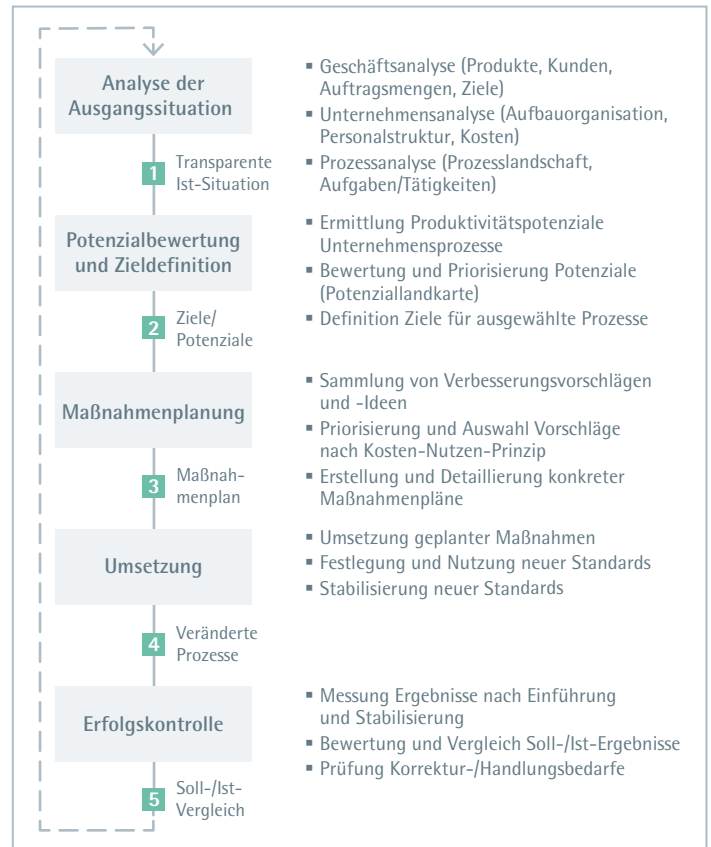 Analyse der
Ausgangssituation
▪ Geschäftsanalyse (Produkte, Kunden,
Auftragsmengen, Ziele)
▪ Unternehmensanalyse (Aufbauorganisation,
Personalstruktur, Kosten)
▪ Prozessanalyse (Prozesslandschaft,
Aufgaben/Tätigkeiten)
1
Transparente
Ist-Situation
Potenzialbewertung
und Zieldefinition
▪ Ermittlung Produktivitätspotenziale
Unternehmensprozesse
▪ Bewertung und Priorisierung Potenziale
(Potenziallandkarte)
▪ Definition Ziele für ausgewählte Prozesse
2
Ziele/
Potenziale
Maßnahmenplanung
▪ Sammlung von Verbesserungsvorschlägen
und -Ideen
▪ Priorisierung und Auswahl Vorschläge
nach Kosten-Nutzen-Prinzip
▪ Erstellung und Detaillierung konkreter
Maßnahmenpläne
3
Maßnah-
menplan
Umsetzung
▪ Umsetzung geplanter Maßnahmen
▪ Festlegung und Nutzung neuer Standards
▪ Stabilisierung neuer Standards
4
Veränderte
Prozesse
Erfolgskontrolle
▪ Messung Ergebnisse nach Einführung
und Stabilisierung
▪ Bewertung und Vergleich Soll-/Ist-Ergebnisse
▪ Prüfung Korrektur-/Handlungsbedarfe
5
Soll-/Ist-
Vergleich